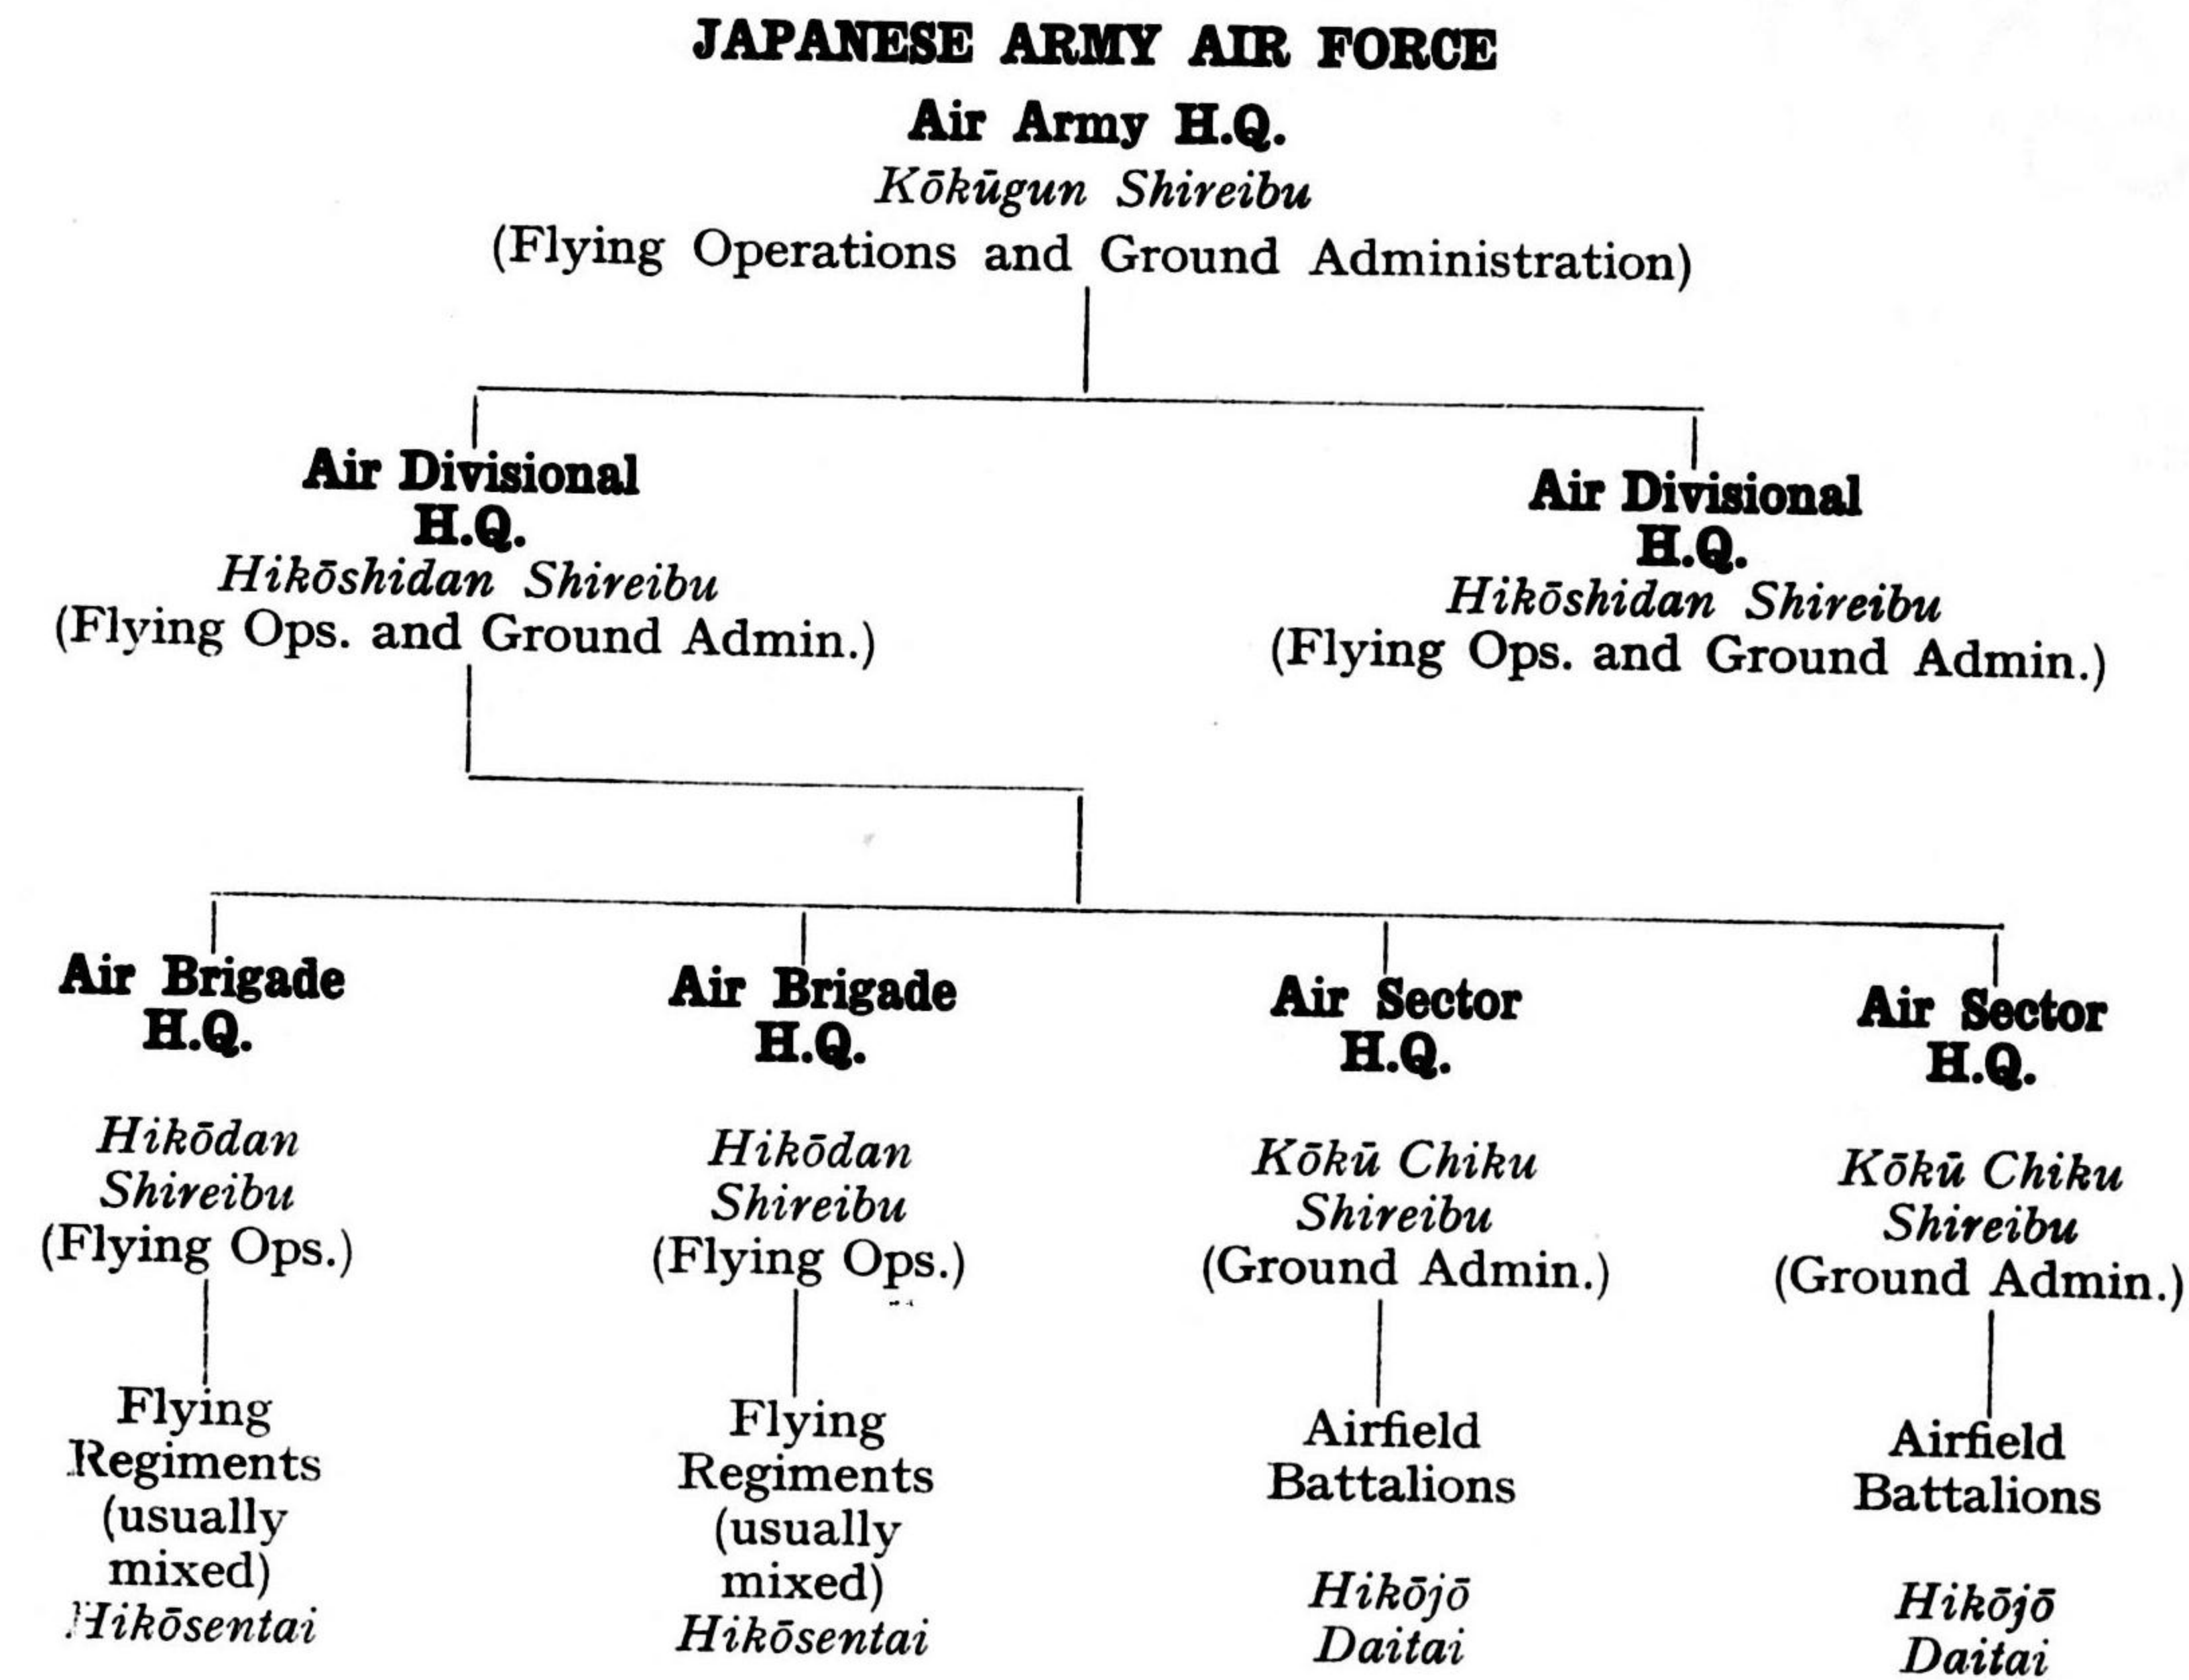 JAPANESE ARMY AIR FORCE
Air Army H.Q.
Kōkūgun Shireibu
(Flying Operations and Ground Administration)
Air Divisional
H.Q.
Hikōshidan Shireibu
(Flying Ops. and Ground Admin.)
Air Divisional
H.Q.
Hikōshidan Shireibu
(Flying Ops. and Ground Admin.)
Air Brigade
H.Q.
Hikōdan
Shireibu
(Flying Ops.)
Flying
Regiments
(usually
mixed)
Hikōsentai
Air Brigade
H.Q.
Hikōdan
Shireibu
(Flying Ops.)
Flying
Regiments
(usually
mixed)
Hikōsentai
Air Sector
H.Q.
Kōkū Chiku
Shireibu
(Ground Admin.)
Airfield
Battalions
Hikōjō
Daitai
Air Sector
H.Q.
Kōkū Chiku
Shireibu
(Ground Admin.)
Airfield
Battalions
Hikōjō
Daitai